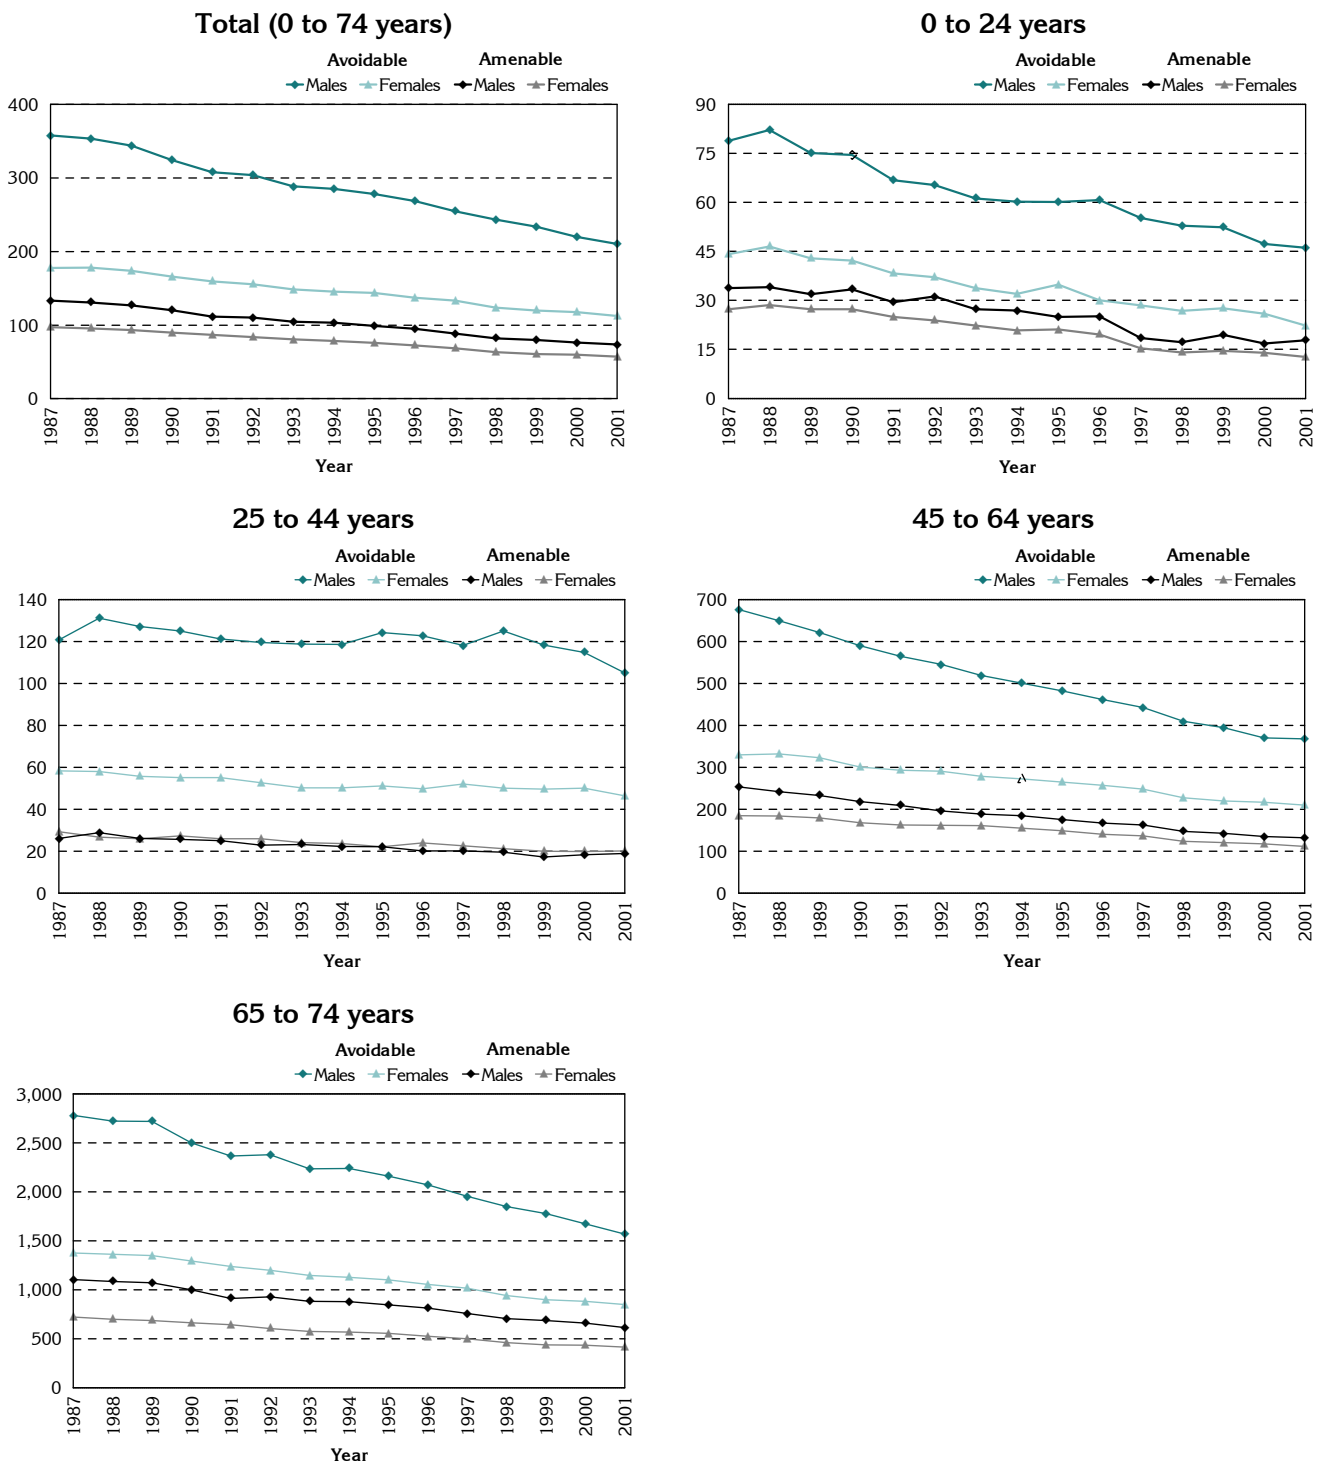 Total (0 to 74 years)
Avoidable Amenable
Males Females Males Females
400
300
200
100
0
1987 1988 1989 1990 1991 1992 1993 1994 1995 1996 1997 1998 1999 2000 2001
Year
0 to 24 years
Avoidable Amenable
Males Females Males Females
90
75
60
45
30
15
0
1987 1988 1989 1990 1991 1992 1993 1994 1995 1996 1997 1998 1999 2000 2001
Year
25 to 44 years
Avoidable Amenable
Males Females Males Females
140
120
100
80
60
40
20
0
1987 1988 1989 1990 1991 1992 1993 1994 1995 1996 1997 1998 1999 2000 2001
Year
45 to 64 years
Avoidable Amenable
Males Females Males Females
700
600
500
400
300
200
100
0
1987 1988 1989 1990 1991 1992 1993 1994 1995 1996 1997 1998 1999 2000 2001
Year
65 to 74 years
Avoidable Amenable
Males Females Males Females
3,000
2,500
2,000
1,500
1,000
500
0
1987 1988 1989 1990 1991 1992 1993 1994 1995 1996 1997 1998 1999 2000 2001
Year